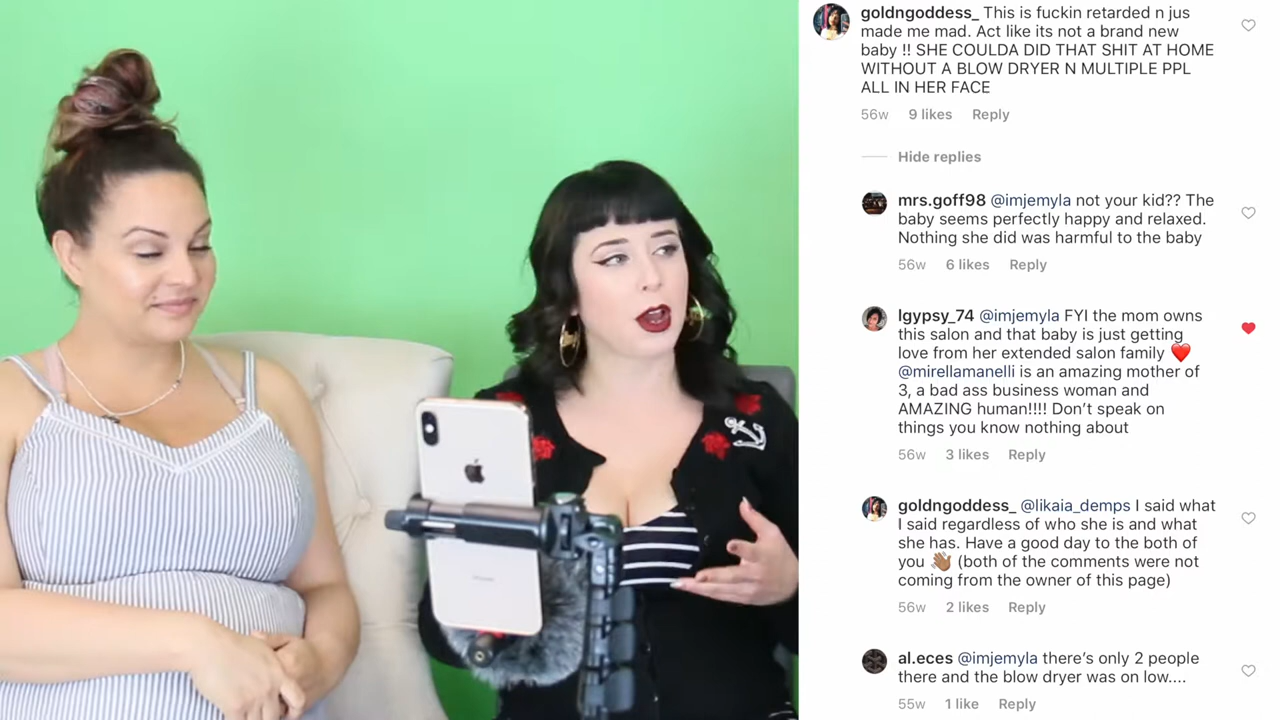 goldngoddess_ This is fuckin retarded n jus
made me mad. Act like its not a brand new
baby !! SHE COULDA DID THAT SHIT AT HOME
WITHOUT A BLOW DRYER N MULTIPLE PPL
ALL IN HER FACE
56w 9 likes Reply
Hide replies
mrs.goff98 @imjemyla not your kid?? The
baby seems perfectly happy and relaxed.
Nothing she did was harmful to the baby
56w 6 likes Reply
lgypsy_74 @imjemyla FYI the mom owns
this salon and that baby is just getting
love from her extended salon family ❤️
@mirellamanelli is an amazing mother of
3, a bad ass business woman and
AMAZING human!!!! Don’t speak on
things you know nothing about
56w 3 likes Reply
goldngoddess_ @likaia_demps I said what
I said regardless of who she is and what
she has. Have a good day to the both of
you 👋🏽 (both of the comments were not
coming from the owner of this page)
56w 2 likes Reply
al.eces @imjemyla there’s only 2 people
there and the blow dryer was on low....
55w 1 like Reply